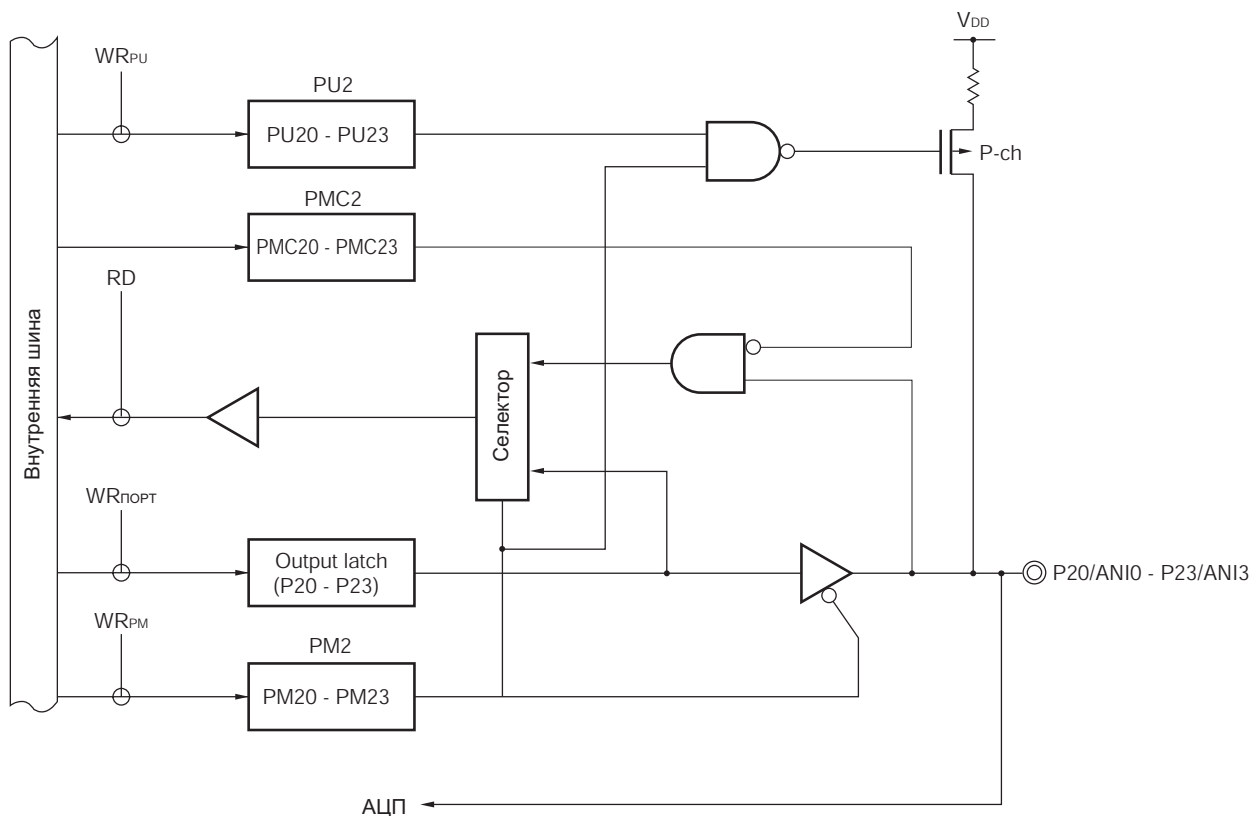 VDD
WRPU
PU2
PU20 - PU23
P-ch
PMC2
PMC20 - PMC23
RD
Внутренняя шина
Селектор
WRПОРТ
Output latch
(P20 - P23)
P20/ANI0 - P23/ANI3
WRPM
PM2
PM20 - PM23
АЦП